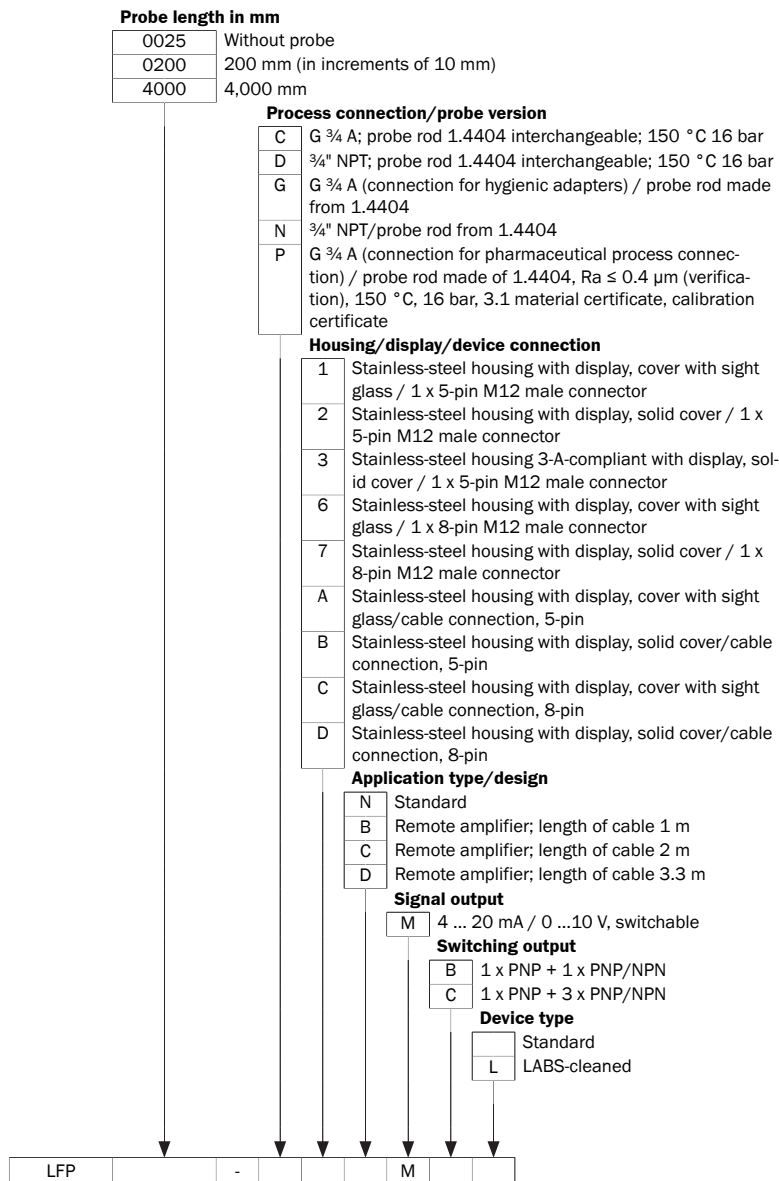 Probe length in mm
0025 Without probe
0200 200 mm (in increments of 10 mm)
4000 4,000 mm
Process connection/probe version
C G ¾ A; probe rod 1.4404 interchangeable; 150 °C 16 bar
D ¾" NPT; probe rod 1.4404 interchangeable; 150 °C 16 bar
G G ¾ A (connection for hygienic adapters) / probe rod made
from 1.4404
N ¾" NPT/probe rod from 1.4404
P G ¾ A (connection for pharmaceutical process connec-
tion) / probe rod made of 1.4404, Ra ≤ 0.4 µm (verifica-
tion), 150 °C, 16 bar, 3.1 material certificate, calibration
certificate
Housing/display/device connection
1 Stainless-steel housing with display, cover with sight
glass / 1 x 5-pin M12 male connector
2 Stainless-steel housing with display, solid cover / 1 x
5-pin M12 male connector
3 Stainless-steel housing 3-A-compliant with display, sol-
id cover / 1 x 5-pin M12 male connector
6 Stainless-steel housing with display, cover with sight
glass / 1 x 8-pin M12 male connector
7 Stainless-steel housing with display, solid cover / 1 x
8-pin M12 male connector
A Stainless-steel housing with display, cover with sight
glass/cable connection, 5-pin
B Stainless-steel housing with display, solid cover/cable
connection, 5-pin
C Stainless-steel housing with display, cover with sight
glass/cable connection, 8-pin
D Stainless-steel housing with display, solid cover/cable
connection, 8-pin
Application type/design
N Standard
B Remote amplifier; length of cable 1 m
C Remote amplifier; length of cable 2 m
D Remote amplifier; length of cable 3.3 m
Signal output
M 4 ... 20 mA / 0 ...10 V, switchable
Switching output
B 1 x PNP + 1 x PNP/NPN
C 1 x PNP + 3 x PNP/NPN
Device type
Standard
L LABS-cleaned
LFP - M